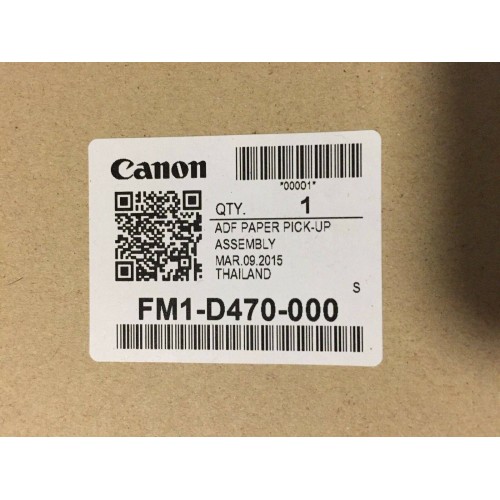 Canon
*00001*
QTY. 1
ADF PAPER PICK-UP
ASSEMBLY
MAR.09.2015
THAILAND
S
FM1-D470-000